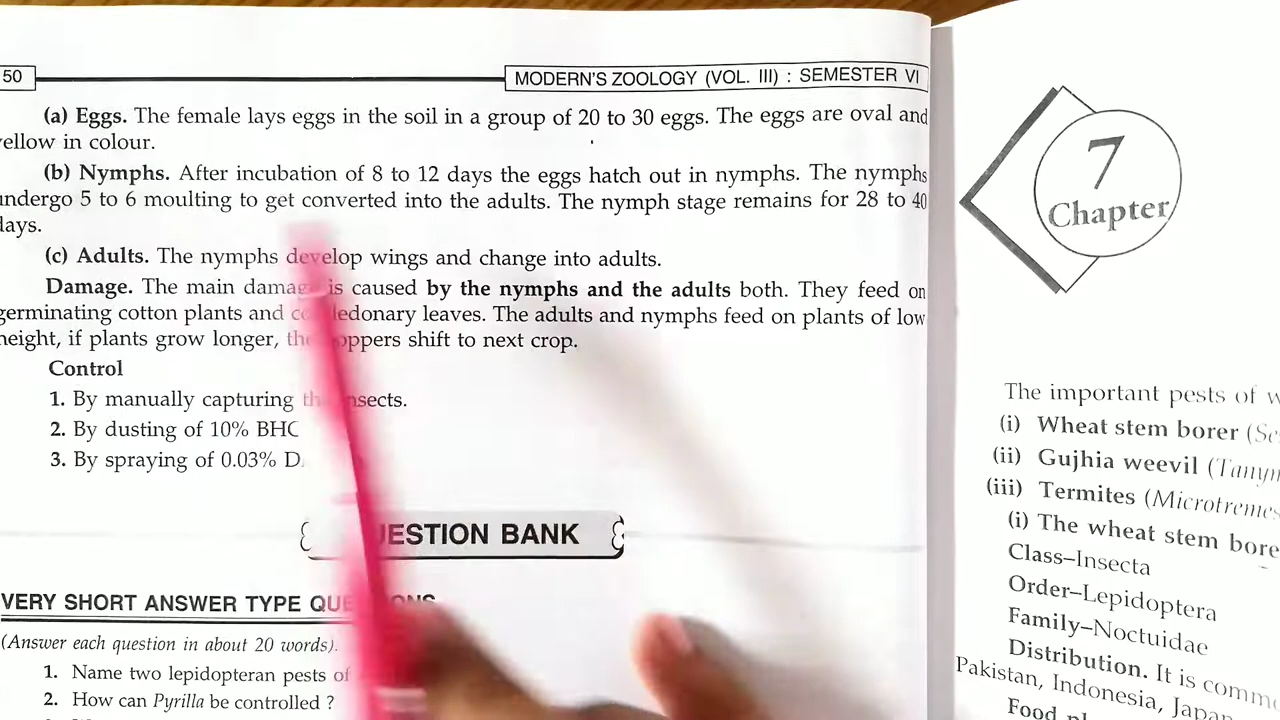 50
MODERN'S ZOOLOGY (VOL. III) : SEMESTER VI
(a) Eggs. The female lays eggs in the soil in a group of 20 to 30 eggs. The eggs are oval and
ellow in colour.
(b) Nymphs. After incubation of 8 to 12 days the eggs hatch out in nymphs. The nymphs
undergo 5 to 6 moulting to get converted into the adults. The nymph stage remains for 28 to 40
days.
(c) Adults. The nymphs develop wings and change into adults.
Damage. The main damage is caused by the nymphs and the adults both. They feed on
germinating cotton plants and ledonary leaves. The adults and nymphs feed on plants of low
height, if plants grow longer, the oppers shift to next crop.
Control
1. By manually capturing insects.
2. By dusting of 10% BHC
3. By spraying of 0.03% D
ESTION BANK
VERY SHORT ANSWER TYPE
(Answer each question in about 20 words).
1. Name two lepidopteran pests of
2. How can Pyrilla be controlled ?
7
Chapter
The important pests of w
(i) Wheat stem borer (Se
(ii) Gujhia weevil (Tanym
(iii) Termites (Microtremes
(i) The wheat stem bore
Class–Insecta
Order–Lepidoptera
Family–Noctuidae
Distribution. It is comm
Pakistan, Indonesia, Japan
Food pl